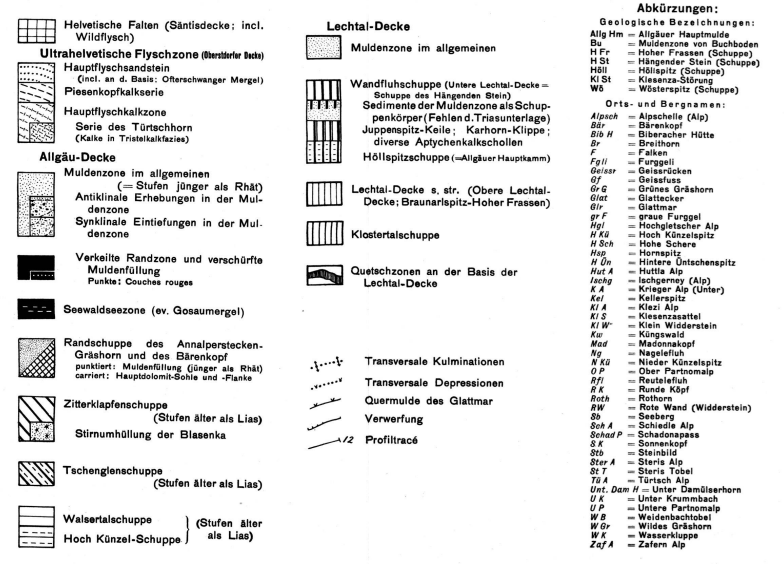 Helvetische Falten (Säntisdecke; incl.
Wildflysch)
Ultrahelvetische Flyschzone (Oberstdorfer Decke)
Hauptflyschsandstein
(incl. an d. Basis; Ofterschwanger Mergel)
Piesenkopfkalkserie
Hauptflyschkalkzone
Serie des Türtschhorn
(Kalke in Tristelkalkfazies)
Allgäu-Decke
Muldenzone im allgemeinen
(= Stufen jünger als Rhät)
Antiklinale Erhebungen in der Mul-
denzone
Synklinale Eintiefungen in der Mul-
denzone
Verkeilte Randzone und verschürfte
Muldenfüllung
Punkte: Couches rouges
Seewaldseezone (ev. Gosaumergel)
Randschuppe des Annalperstecken-
Gräshorn und des Bärenkopf
punktiert: Muldenfüllung (jünger als Rhät)
carriert: Hauptdolomit-Sohle und -Flanke
Zitterklapfenschuppe
(Stufen älter als Lias)
Stirnumhüllung der Blasenka
Tschenglenschuppe
(Stufen älter als Lias)
Walsertalschuppe
Hoch Künzel-Schuppe
(Stufen älter
als Lias)
Lechtal-Decke
Muldenzone im allgemeinen
Wandfluhschuppe (Untere Lechtal-Decke =
Schuppe des Hängenden Stein)
Sedimente der Muldenzone als Schup-
penkörper (Fehlen d. Triasunterlage)
Juppenspitz-Keile; Karhorn-Klippe;
diverse Aptychenkalkschollen
Höllspitzschuppe (=Allgäuer Hauptkamm)
Lechtal-Decke s. str. (Obere Lechtal-
Decke; Braunarlspitz-Hoher Frassen)
Klostertalschuppe
Quetschzonen an der Basis der
Lechtal-Decke
Transversale Kulminationen
Transversale Depressionen
Quermulde des Glattmar
Verwerfung
12 Profiltracé
Abkürzungen:
Geologische Bezeichnungen:
Allg Hm = Allgäuer Hauptmulde
Bu = Muldenzone von Buchboden
H Fr = Hoher Frassen (Schuppe)
H St = Hängender Stein (Schuppe)
Höll = Höllspitz (Schuppe)
Kl St = Klesenza-Störung
Wö = Wösterspitz (Schuppe)
Orts- und Bergnamen:
Alpsch = Alpschelle (Alp)
Bär = Bärenkopf
Bib H = Biberacher Hütte
Br = Breithorn
F = Falken
Fgli = Furggeli
Geissr = Geissrücken
Gf = Geissfuss
Gr G = Grünes Gräshorn
Glat = Glattecker
Glr = Glattmar
gr F = graue Furggel
Hgl = Hochgletscher Alp
H Kü = Hoch Künzelspitz
H Sch = Hohe Schere
Hsp = Hornspitz
H Ün = Hintere Üntschenspitz
Hut A = Huttla Alp
Ischg = Ischgerney (Alp)
K A = Krieger Alp (Unter)
Kel = Kellerspitz
Kl A = Klezi Alp
Kl S = Klesenzasattel
Kl W = Klein Widderstein
Kw = Küngswald
Mad = Madonnakopf
Ng = Nagelefluh
N Kü = Nieder Künzelspitz
O P = Ober Partnomalp
Rfl = Reutelefluh
R K = Runde Köpf
Roth = Rothorn
RW = Rote Wand (Widderstein)
Sb = Seeberg
Sch A = Schiedle Alp
Schad P = Schadonapass
S K = Sonnenkopf
Stb = Steinbild
Ster A = Steris Alp
St T = Steris Tobel
Tü A = Türtsch Alp
Unt. Dam H = Unter Damülserhorn
U K = Unter Krummbach
U P = Untere Partnomalp
W B = Weidenbachtobel
W Gr = Wildes Gräshorn
W K = Wasserkluppe
Zaf A = Zafern Alp